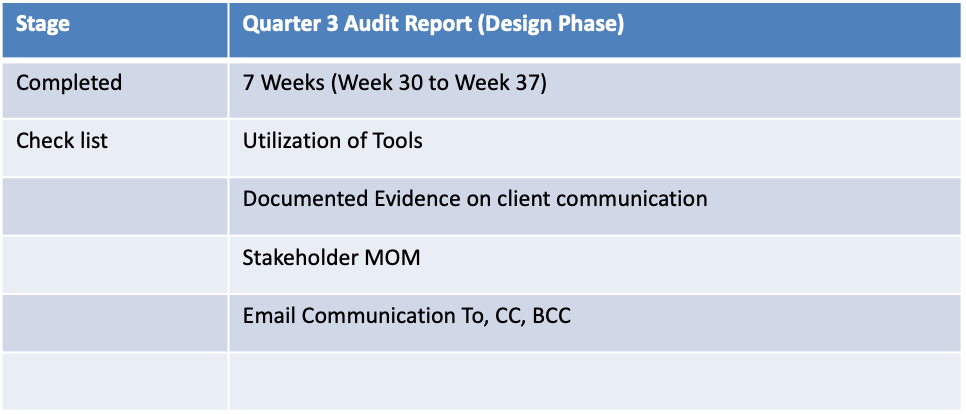 Stage Quarter 3 Audit Report (Design Phase)
Completed 7 Weeks (Week 30 to Week 37)
Check list Utilization of Tools
Documented Evidence on client communication
Stakeholder MOM
Email Communication To, CC, BCC